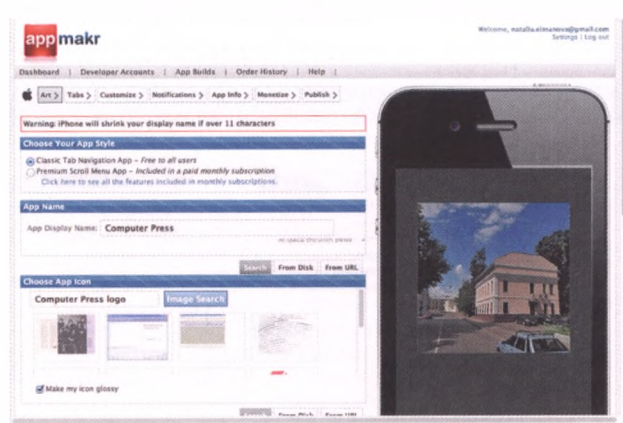 appmakr
Welcome, natalia.elmanova@gmail.com
Settings | Log out
Dashboard | Developer Accounts | App Builds | Order History | Help |
Art > Tabs > Customize > Notifications > App Info > Monetize > Publish >
Warning: iPhone will shrink your display name if over 11 characters
Choose Your App Style
Classic Tab Navigation App – Free to all users
Premium Scroll Menu App – Included in a paid monthly subscription
Click here to see all the features included in monthly subscriptions.
App Name
App Display Name: Computer Press
no special characters please
Search From Disk From URL
Choose App Icon
Computer Press logo Image Search
Make my icon glossy
Search From Disk From URL